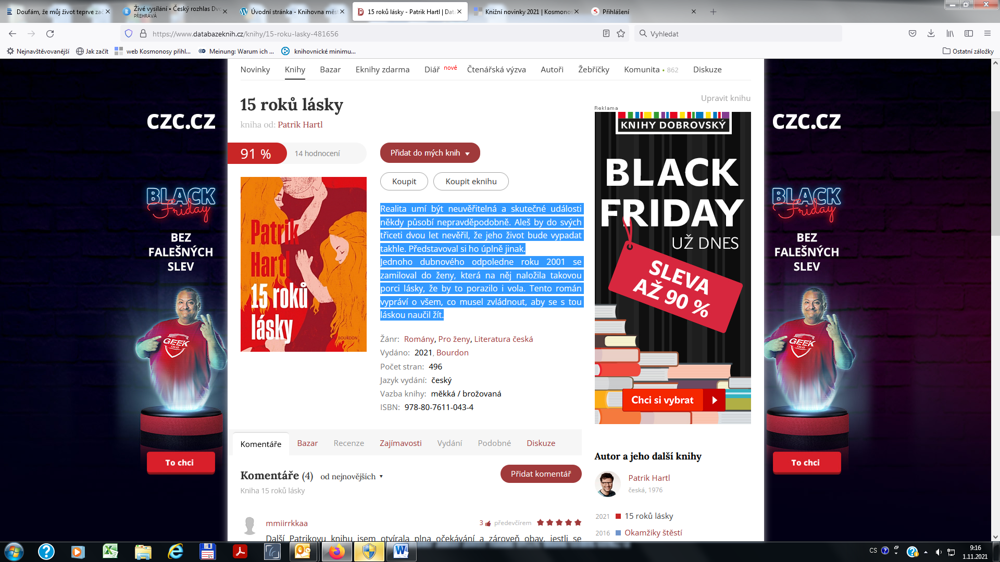 Doufám, že můj život teprve zač
Živé vysílání • Český rozhlas Dvo
PŘEHRÁVÁ
Úvodní stránka - Knihovna měst
15 roků lásky - Patrik Hartl | Data
Knižní novinky 2021 | Kosmonos
Přihlášení
https://www.databazeknih.cz/knihy/15-roku-lasky-481656
Vyhledat
Nejnavštěvovanější
Jak začít
web Kosmonosy přihl...
Meinung: Warum ich ...
knihovnické minimu...
Ostatní záložky
Novinky Knihy Bazar Eknihy zdarma Diář nové Čtenářská výzva Autoři Žebříčky Komunita • 862 Diskuze
15 roků lásky
kniha od: Patrik Hartl
Upravit knihu
91 %
14 hodnocení
Přidat do mých knih
Koupit
Koupit eknihu
Patrik
Hartl
15 roků
lásky
BOURDON
Realita umí být neuvěřitelná a skutečné události
někdy působí nepravděpodobně. Aleš by do svých
třiceti dvou let nevěřil, že jeho život bude vypadat
takhle. Představoval si ho úplně jinak.
Jednoho dubnového odpoledne roku 2001 se
zamiloval do ženy, která na něj naložila takovou
porci lásky, že by to porazilo i vola. Tento román
vypráví o všem, co musel zvládnout, aby se s tou
láskou naučil žít.
Žánr: Romány, Pro ženy, Literatura česká
Vydáno: 2021, Bourdon
Počet stran: 496
Jazyk vydání: český
Vazba knihy: měkká / brožovaná
ISBN: 978-80-7611-043-4
Komentáře Bazar Recenze Zajímavosti Vydání Podobné Diskuze
Komentáře (4) od nejnovějších
Kniha 15 roků lásky
Přidat komentář
mmiirrkkaa
3 předevčírem
Další Patrikovu knihu jsem otvírala plna očekávání a zároveň obav, jestli se
Reklama
KNIHY DOBROVSKÝ
BLACK
FRIDAY
UŽ DNES
SLEVA
AŽ 90 %
Chci si vybrat
Autor a jeho další knihy
Patrik Hartl
česká, 1976
2021 15 roků lásky
2016 Okamžiky štěstí
CZC.CZ
BLACK
Friday
BEZ
FALEŠNÝCH
SLEV
GEEK
CZC.CZ
To chci
CZC.CZ
BLACK
Friday
BEZ
FALEŠNÝCH
SLEV
GEEK
CZC.CZ
To chci
CS
9:16
1.11.2021